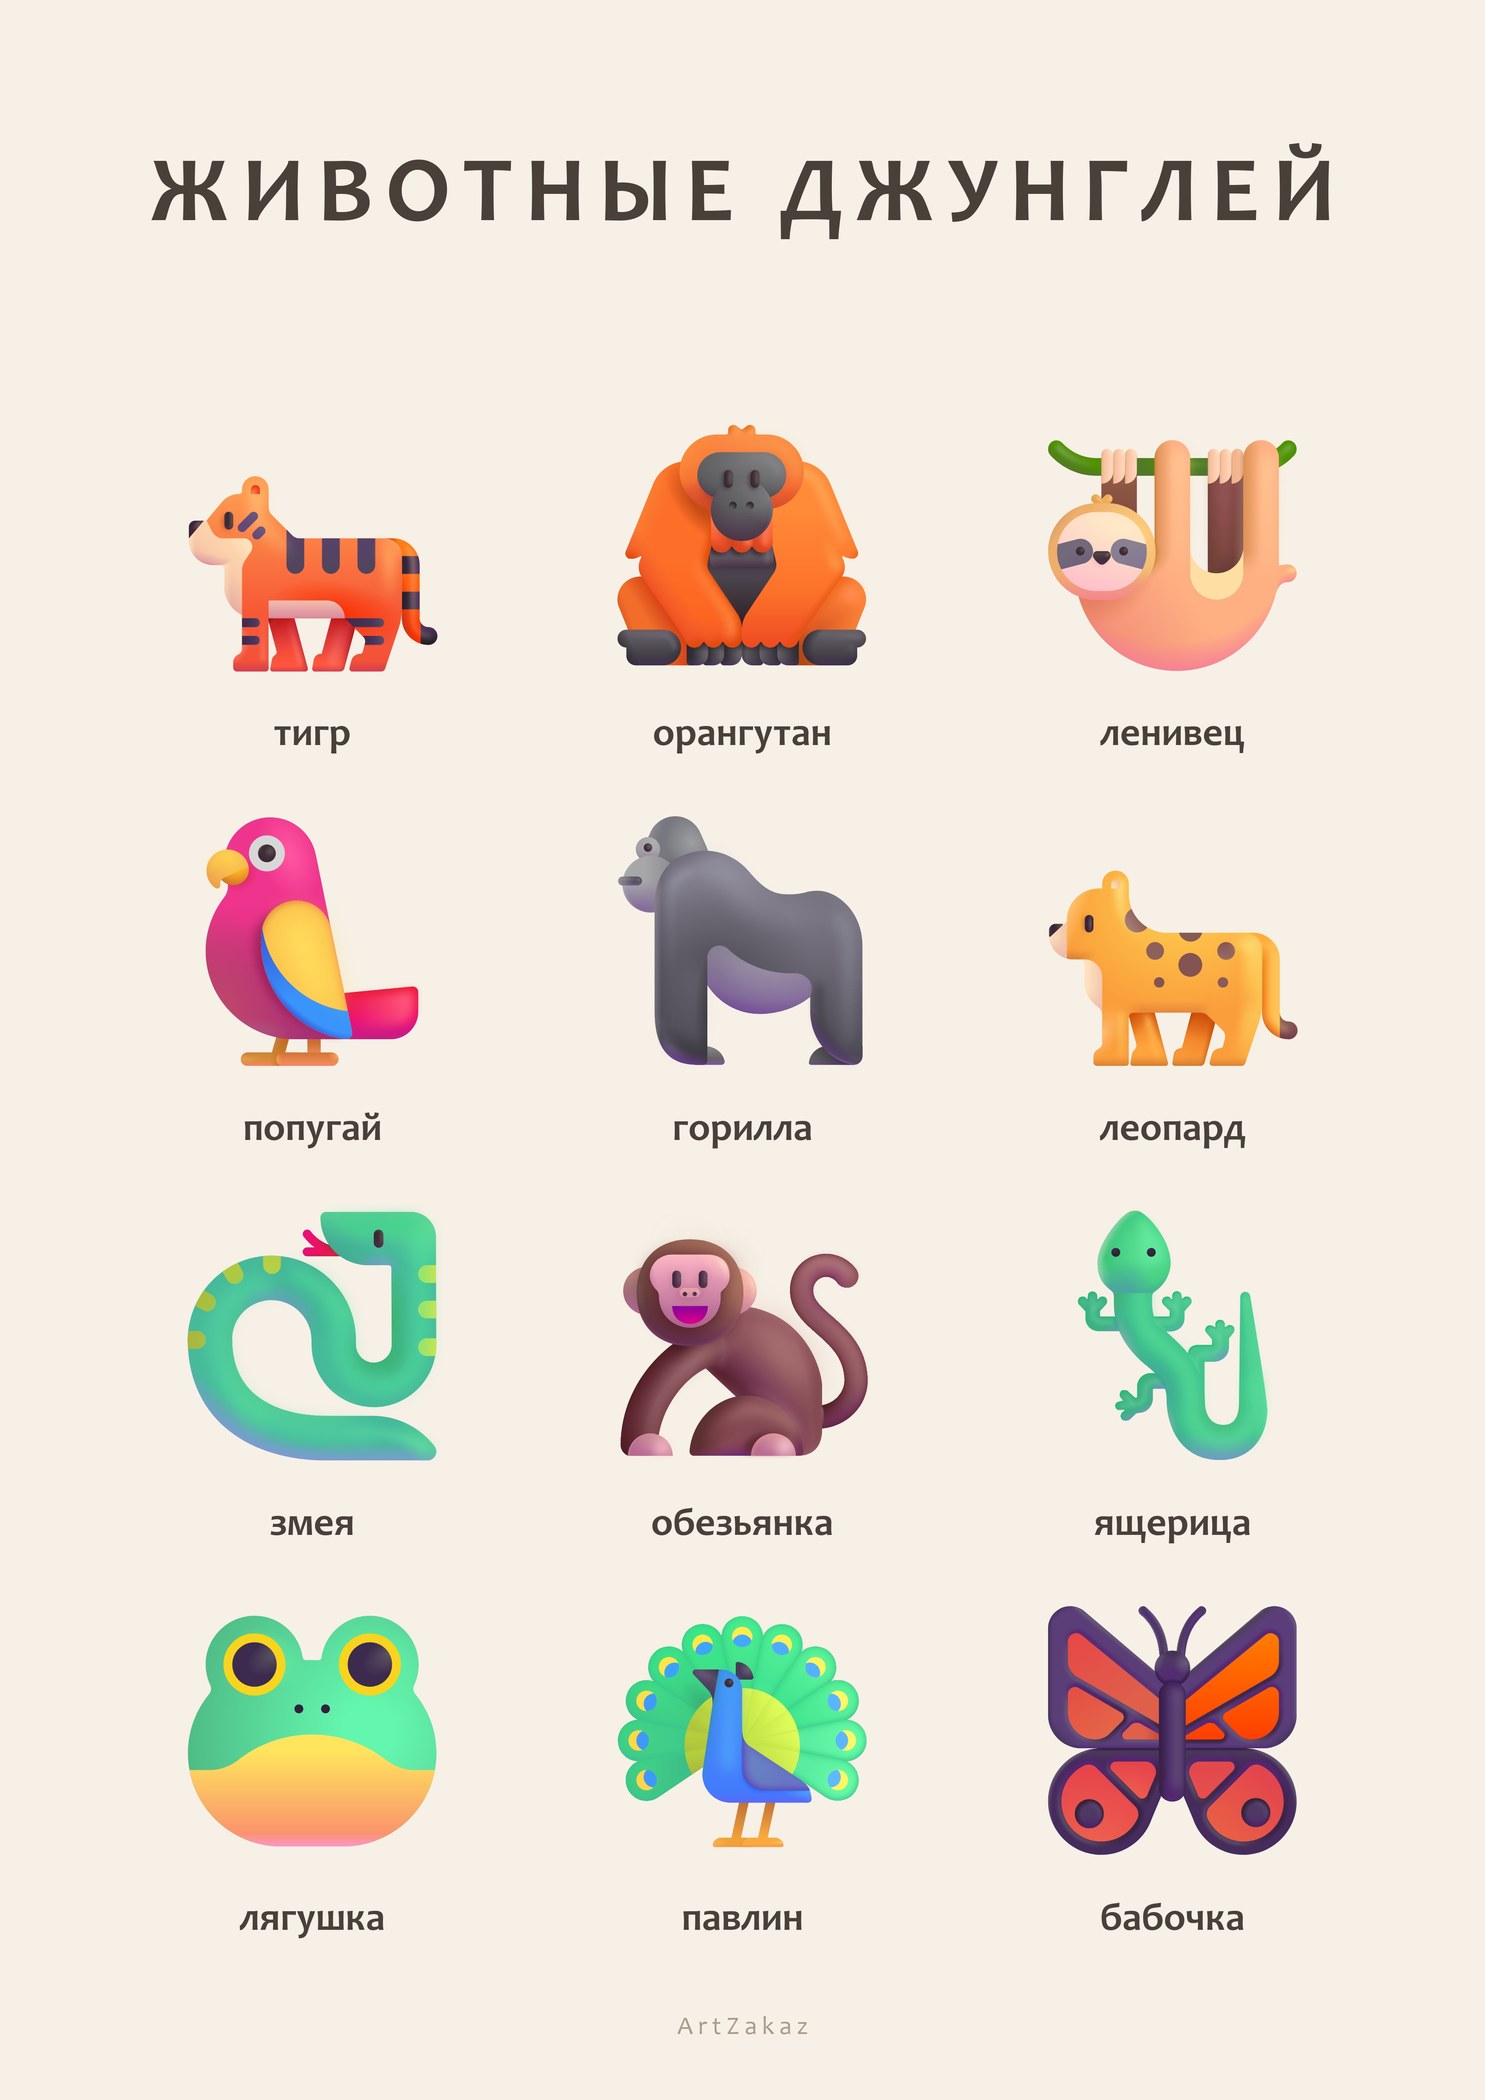 ЖИВОТНЫЕ ДЖУНГЛЕЙ
тигр орангутан ленивец
попугай горилла леопард
змея обезьянка ящерица
лягушка павлин бабочка
ArtZakaz